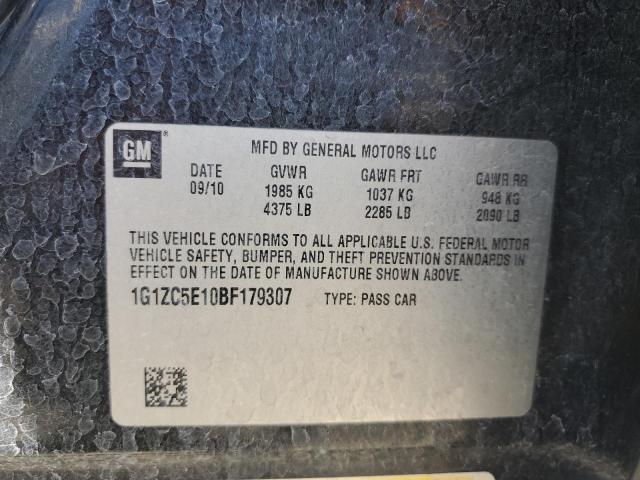 GM ®
MFD BY GENERAL MOTORS LLC
DATE GVWR GAWR FRT GAWR RR
09/10 1985 KG 1037 KG 948 KG
4375 LB 2285 LB 2090 LB
THIS VEHICLE CONFORMS TO ALL APPLICABLE U.S. FEDERAL MOTOR
VEHICLE SAFETY, BUMPER, AND THEFT PREVENTION STANDARDS IN
EFFECT ON THE DATE OF MANUFACTURE SHOWN ABOVE.
1G1ZC5E10BF179307 TYPE: PASS CAR